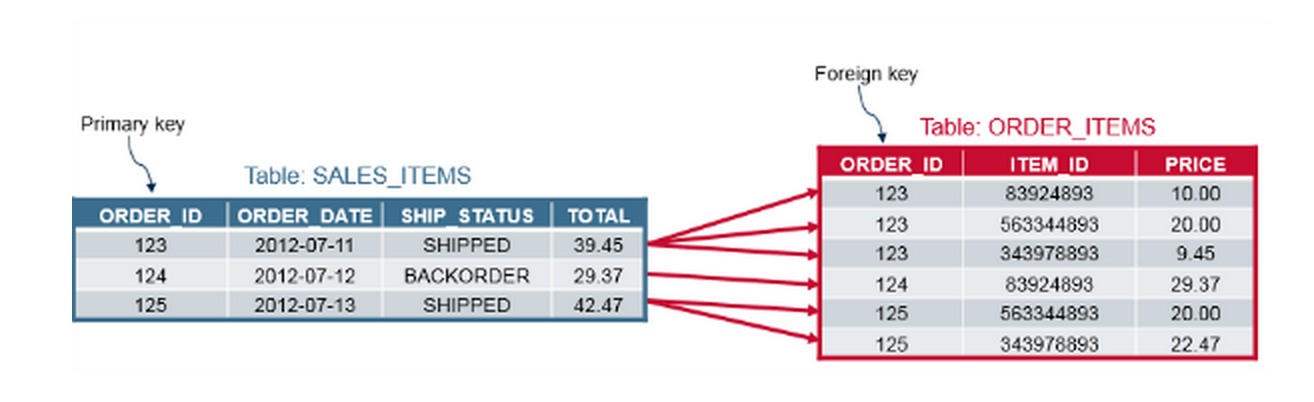 Foreign key
Primary key
Table: ORDER_ITEMS
Table: SALES_ITEMS
ORDER_ID ITEM_ID PRICE
123 83924893 10.00
123 563344893 20.00
123 343978893 9.45
124 83924893 29.37
125 563344893 20.00
125 343978893 22.47
ORDER_ID ORDER_DATE SHIP_STATUS TOTAL
123 2012-07-11 SHIPPED 39.45
124 2012-07-12 BACKORDER 29.37
125 2012-07-13 SHIPPED 42.47